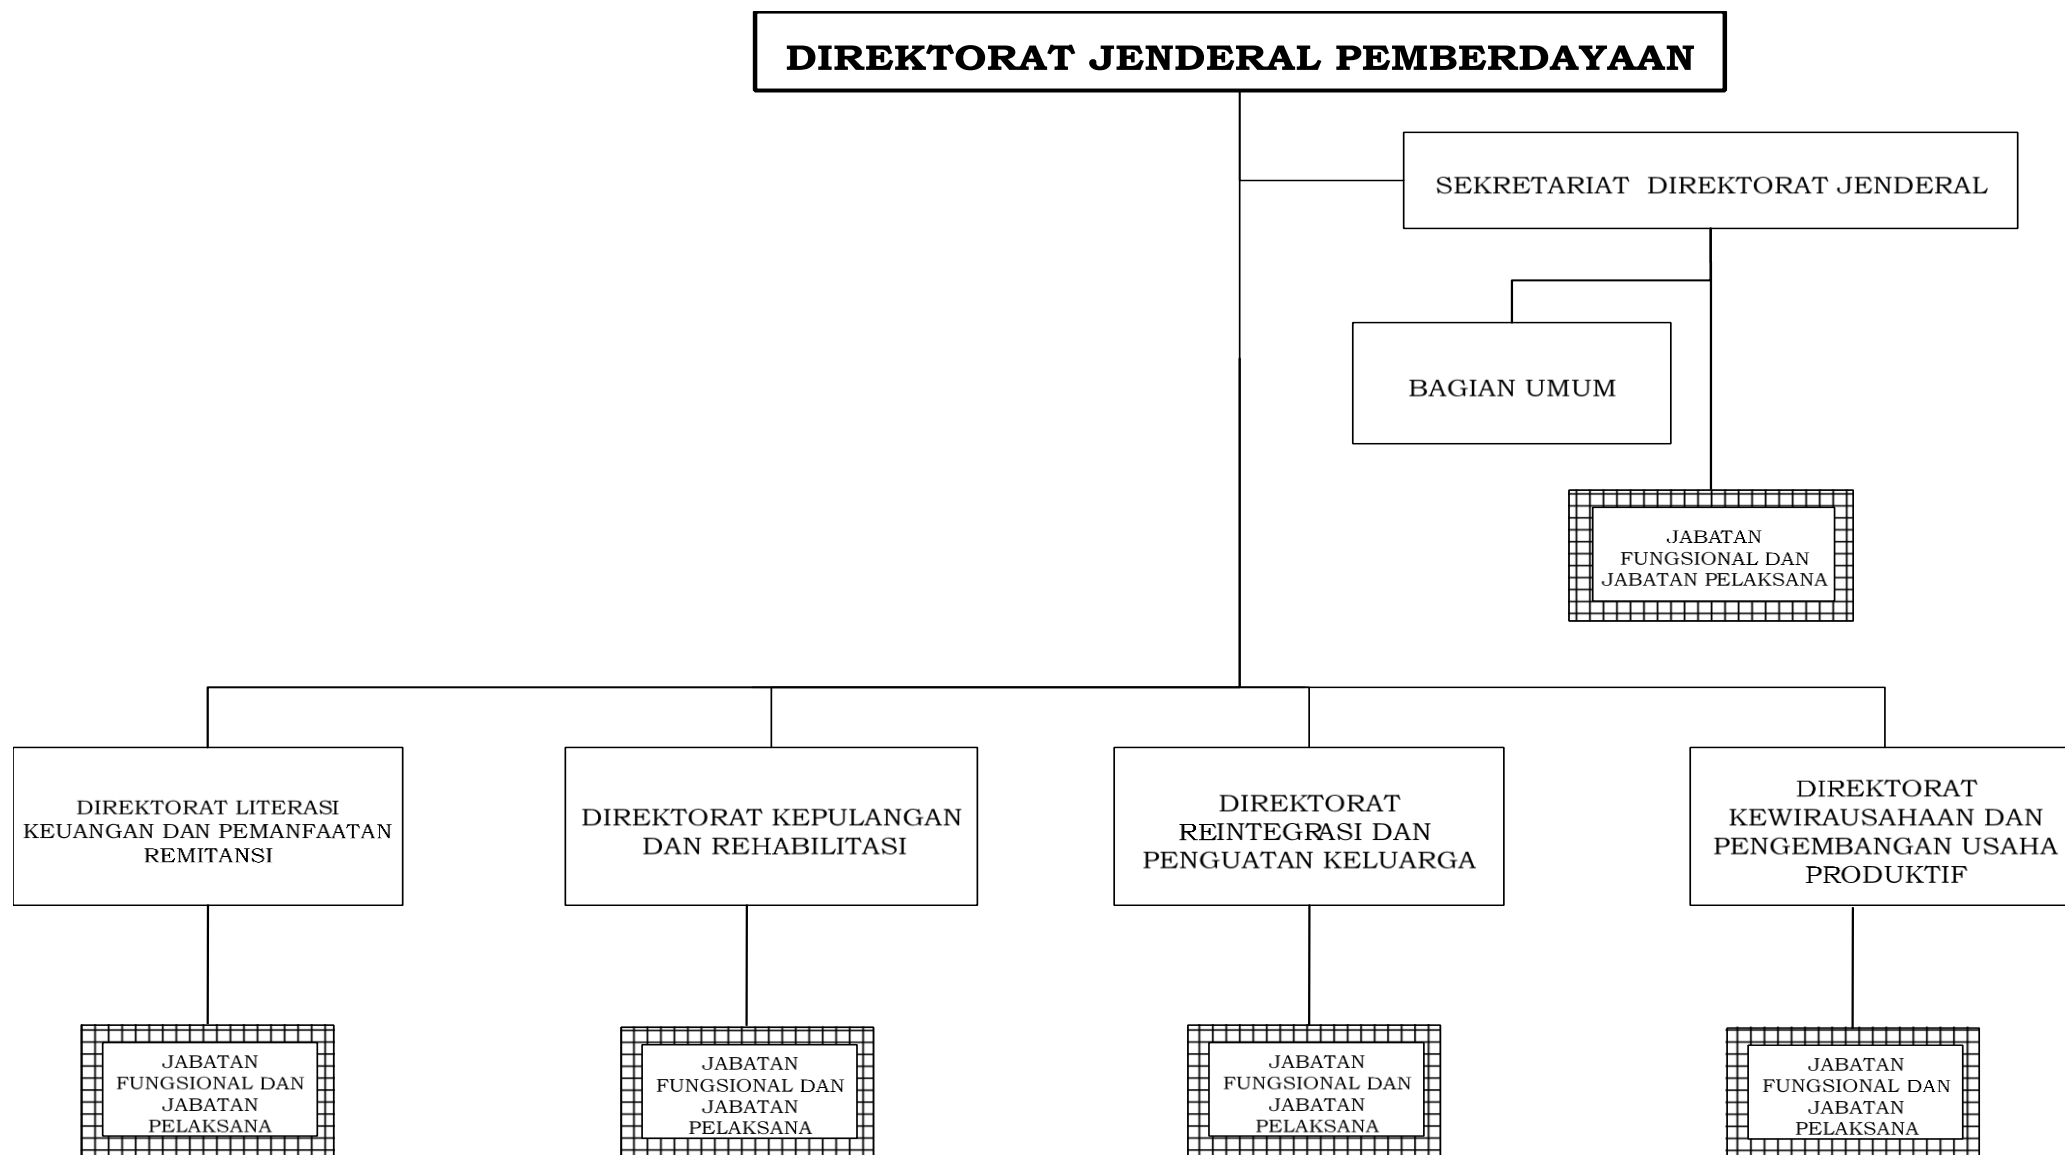 DIREKTORAT JENDERAL PEMBERDAYAAN
SEKRETARIAT DIREKTORAT JENDERAL
BAGIAN UMUM
JABATAN
FUNGSIONAL DAN
JABATAN PELAKSANA
DIREKTORAT LITERASI
KEUANGAN DAN PEMANFAATAN
REMITANSI
DIREKTORAT KEPULANGAN
DAN REHABILITASI
DIREKTORAT
REINTEGRASI DAN
PENGUATAN KELUARGA
DIREKTORAT
KEWIRAUSAHAAN DAN
PENGEMBANGAN USAHA
PRODUKTIF
JABATAN
FUNGSIONAL DAN
JABATAN
PELAKSANA
JABATAN
FUNGSIONAL DAN
JABATAN
PELAKSANA
JABATAN
FUNGSIONAL DAN
JABATAN
PELAKSANA
JABATAN
FUNGSIONAL DAN
JABATAN
PELAKSANA